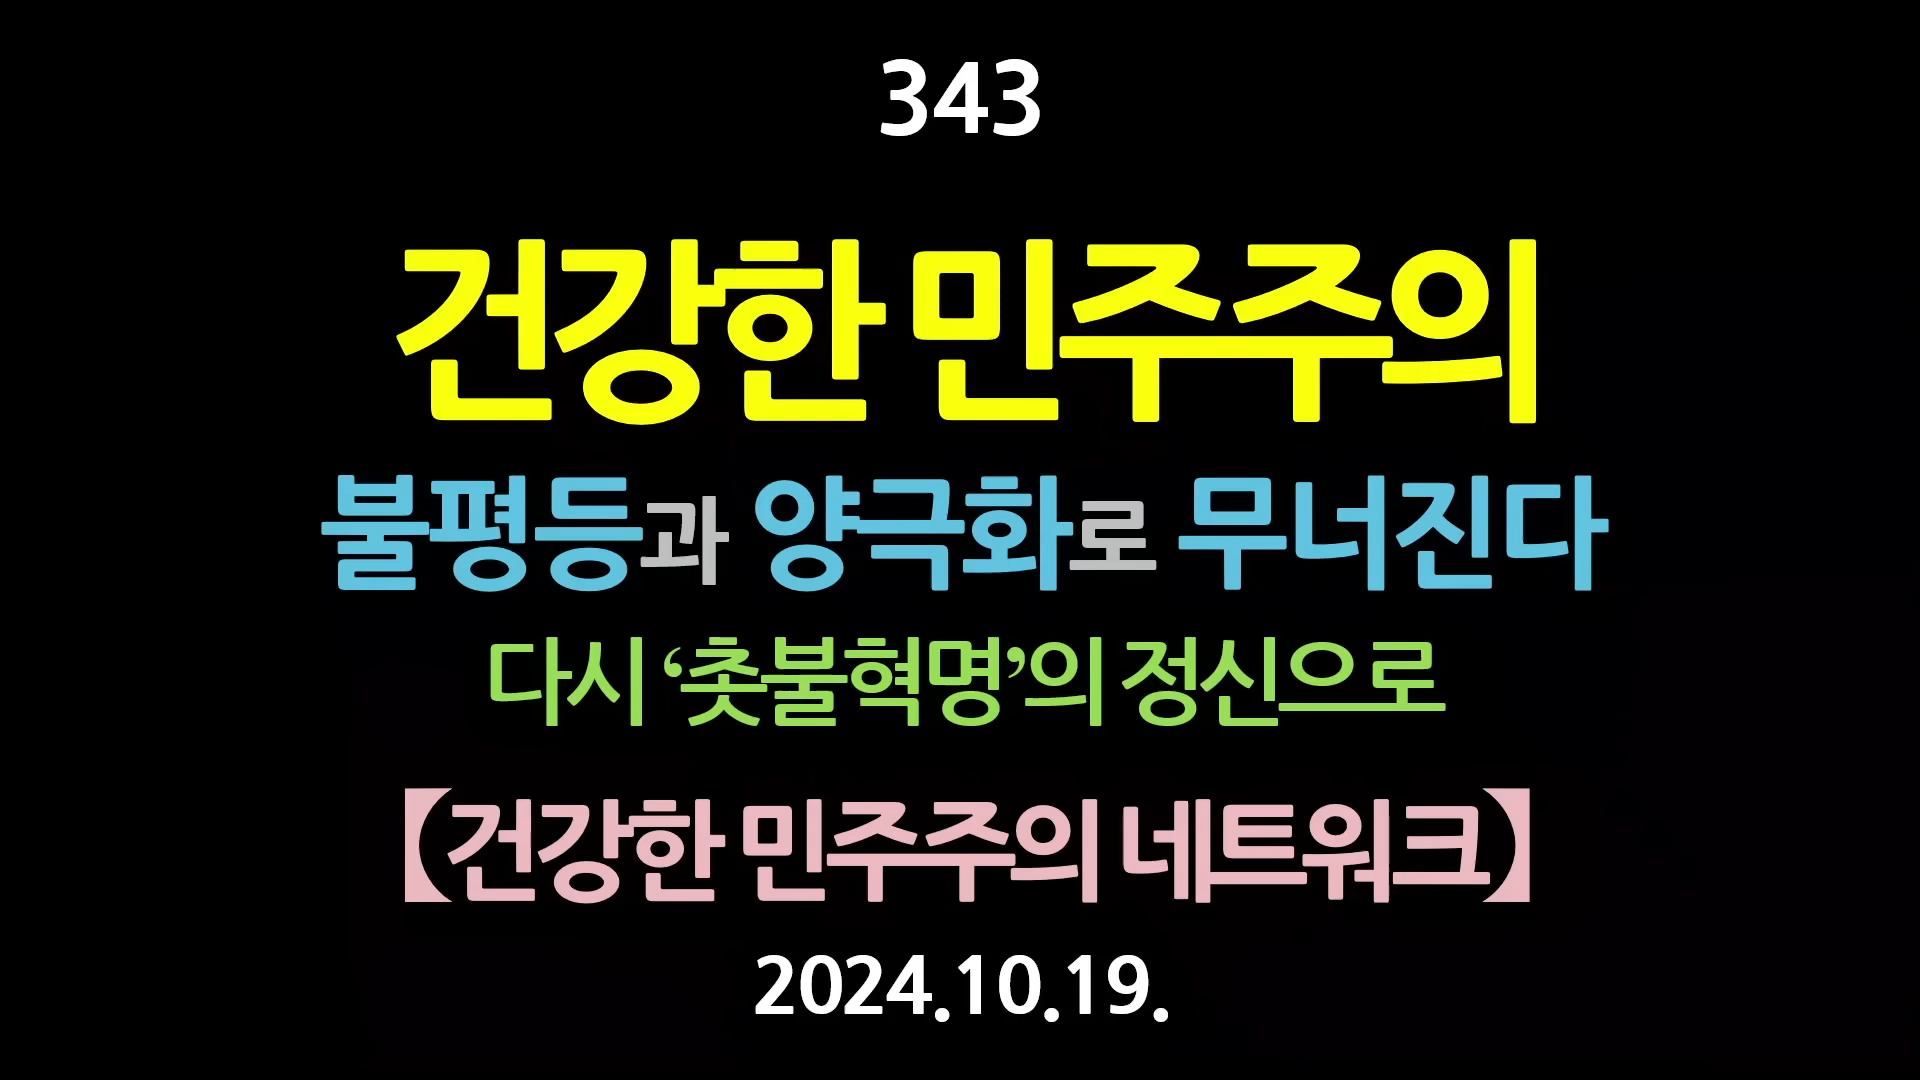 343
건강한 민주주의
불평등과 양극화로 무너진다
다시 ‘촛불혁명’의 정신으로
【건강한 민주주의 네트워크】
2024.10.19.